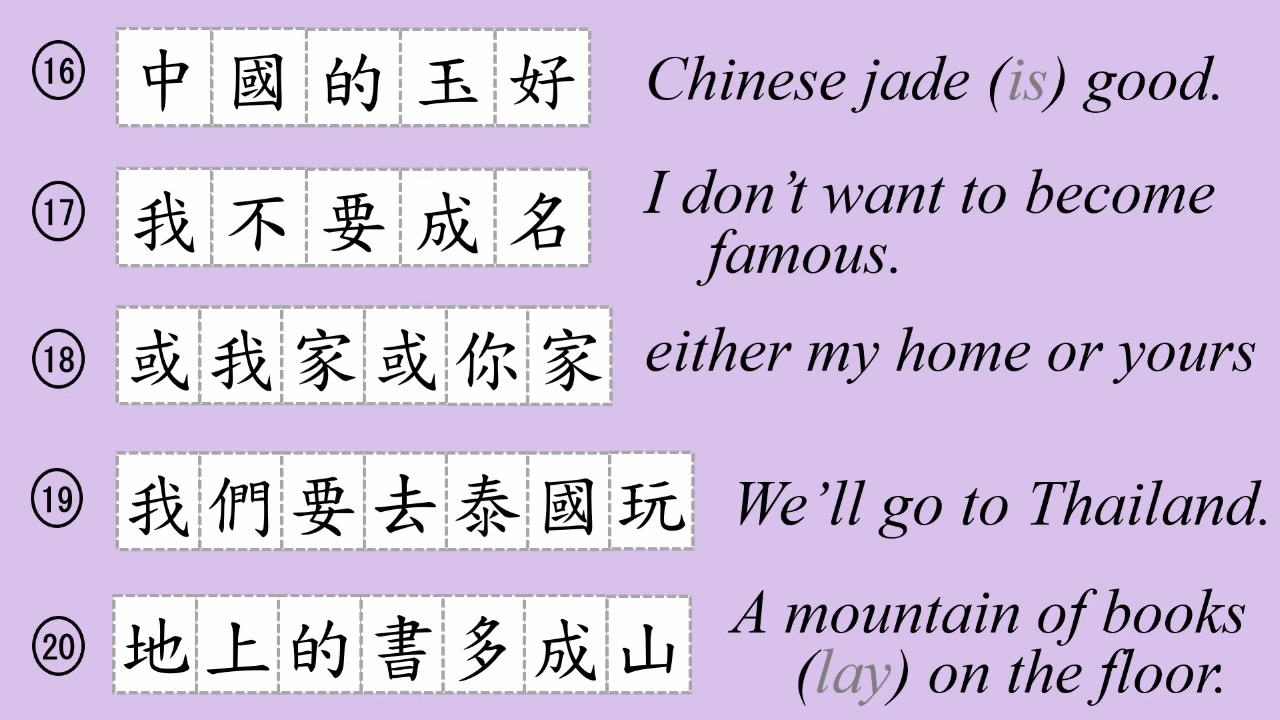 ⑯ 中國的玉好 Chinese jade (is) good.
⑰ 我不要成名 I don't want to become
famous.
⑱ 或我家或你家 either my home or yours
⑲ 我們要去泰國玩 We'll go to Thailand.
⑳ 地上的書多成山 A mountain of books
(lay) on the floor.